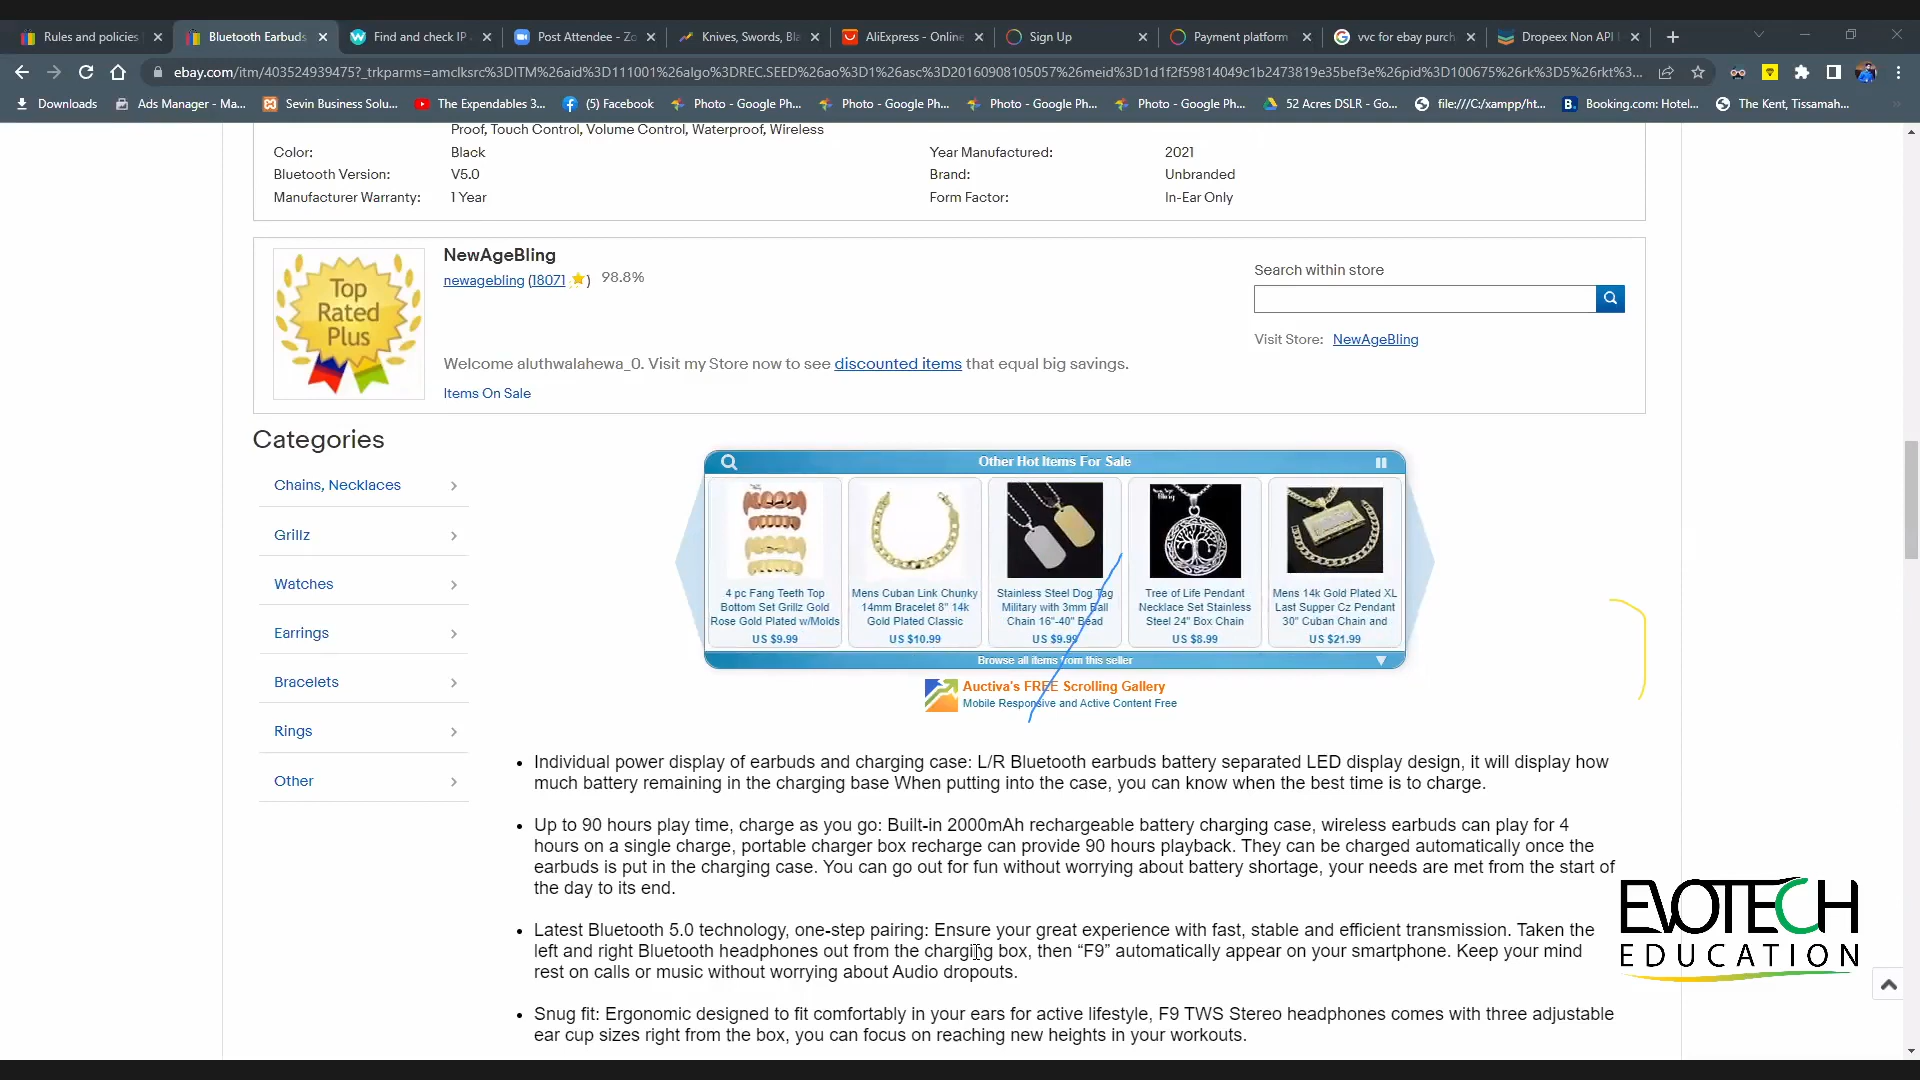 Rules and policies
Bluetooth Earbuds
Find and check IP
Post Attendee - Zo
Knives, Swords, Bla
AliExpress - Online
Sign Up
Payment platform
vvc for ebay purch
Dropeex Non API
ebay.com/itm/403524939475?_trkparms=amclksrc%3DITM%26aid%3D111001%26algo%3DREC.SEED%26ao%3D1%26asc%3D20160908105057%26meid%3D1d1f2f59814049c1b2473819e35bef3e%26pid%3D100675%26rk%3D5%26rkt%3...
Downloads
Ads Manager - Ma...
Sevin Business Solu...
The Expendables 3...
(5) Facebook
Photo - Google Ph...
Photo - Google Ph...
Photo - Google Ph...
Photo - Google Ph...
52 Acres DSLR - Go...
file:///C:/xampp/ht...
Booking.com: Hotel...
The Kent, Tissamah...
Proof, Touch Control, Volume Control, Waterproof, Wireless
Color: Black Year Manufactured: 2021
Bluetooth Version: V5.0 Brand: Unbranded
Manufacturer Warranty: 1 Year Form Factor: In-Ear Only
Top
Rated
Plus
NewAgeBling
newagebling (18071 ) 98.8%
Welcome aluthwalahewa_0. Visit my Store now to see discounted items that equal big savings.
Items On Sale
Search within store
Visit Store: NewAgeBling
Categories
Chains, Necklaces
Grillz
Watches
Earrings
Bracelets
Rings
Other
Other Hot Items For Sale
4 pc Fang Teeth Top
Bottom Set Grillz Gold
Rose Gold Plated w/Molds
US $9.99
Mens Cuban Link Chunky
14mm Bracelet 8" 14k
Gold Plated Classic
US $10.99
Stainless Steel Dog Tag
Military with 3mm Ball
Chain 16"-40" Bead
US $9.99
Tree of Life Pendant
Necklace Set Stainless
Steel 24" Box Chain
US $8.99
Mens 14k Gold Plated XL
Last Supper Cz Pendant
30" Cuban Chain and
US $21.99
Browse all items from this seller
Auctiva's FREE Scrolling Gallery
Mobile Responsive and Active Content Free
• Individual power display of earbuds and charging case: L/R Bluetooth earbuds battery separated LED display design, it will display how
much battery remaining in the charging base When putting into the case, you can know when the best time is to charge.
• Up to 90 hours play time, charge as you go: Built-in 2000mAh rechargeable battery charging case, wireless earbuds can play for 4
hours on a single charge, portable charger box recharge can provide 90 hours playback. They can be charged automatically once the
earbuds is put in the charging case. You can go out for fun without worrying about battery shortage, your needs are met from the start of
the day to its end.
• Latest Bluetooth 5.0 technology, one-step pairing: Ensure your great experience with fast, stable and efficient transmission. Taken the
left and right Bluetooth headphones out from the charging box, then “F9” automatically appear on your smartphone. Keep your mind
rest on calls or music without worrying about Audio dropouts.
• Snug fit: Ergonomic designed to fit comfortably in your ears for active lifestyle, F9 TWS Stereo headphones comes with three adjustable
ear cup sizes right from the box, you can focus on reaching new heights in your workouts.
EVOTECH
EDUCATION